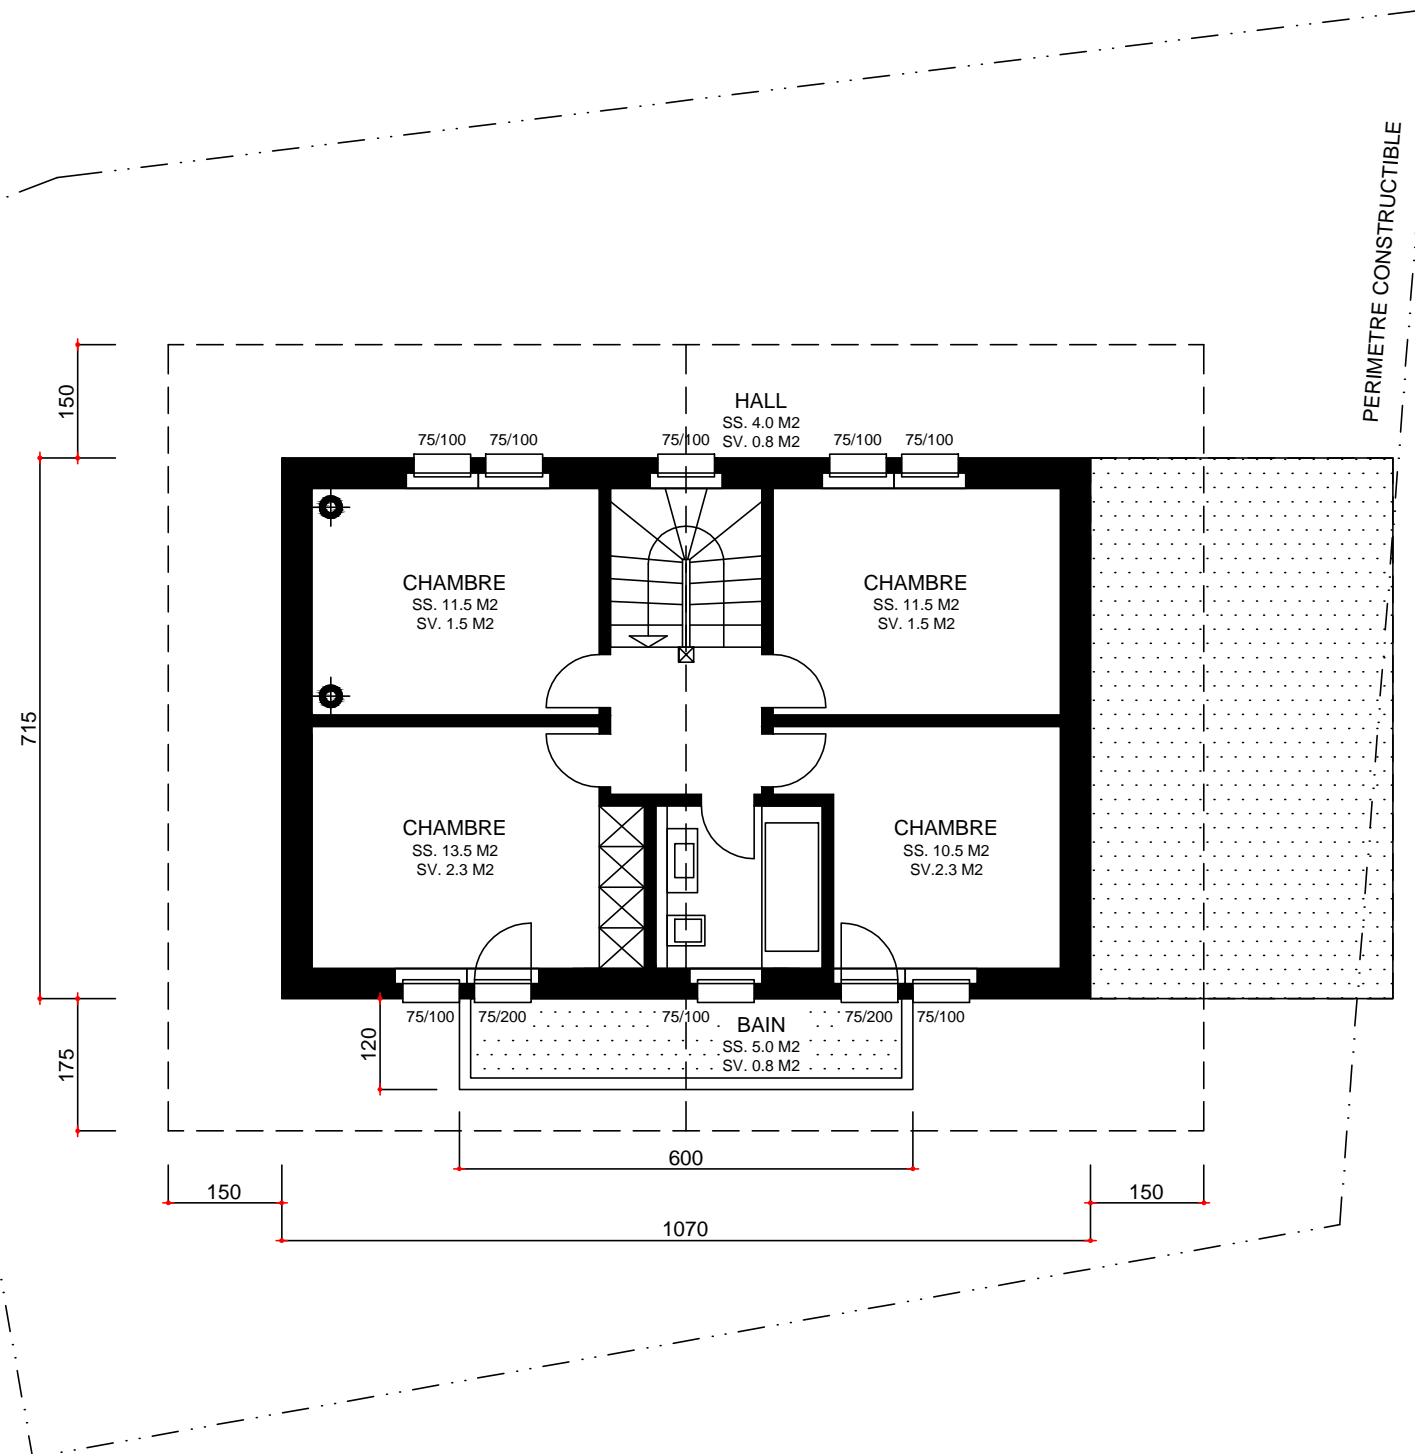 PERIMETRE CONSTRUCTIBLE
150
HALL
SS. 4.0 M2
SV. 0.8 M2
75/100
75/100
75/100
75/100
75/100
CHAMBRE
SS. 11.5 M2
SV. 1.5 M2
CHAMBRE
SS. 11.5 M2
SV. 1.5 M2
715
CHAMBRE
SS. 13.5 M2
SV. 2.3 M2
CHAMBRE
SS. 10.5 M2
SV.2.3 M2
75/100
75/200
75/100
75/200
75/100
BAIN
SS. 5.0 M2
SV. 0.8 M2
120
175
600
150
150
1070